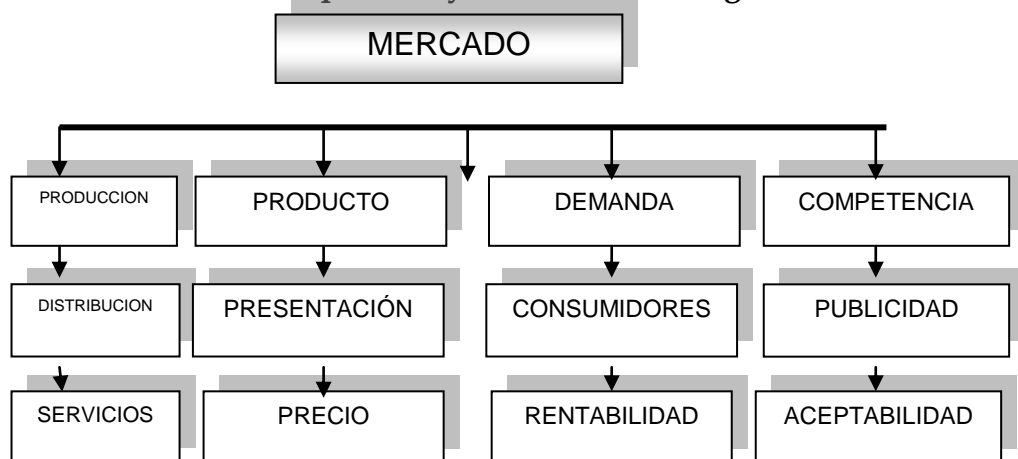 MERCADO
PRODUCCION
PRODUCTO
DEMANDA
COMPETENCIA
DISTRIBUCION
PRESENTACIÓN
CONSUMIDORES
PUBLICIDAD
SERVICIOS
PRECIO
RENTABILIDAD
ACEPTABILIDAD